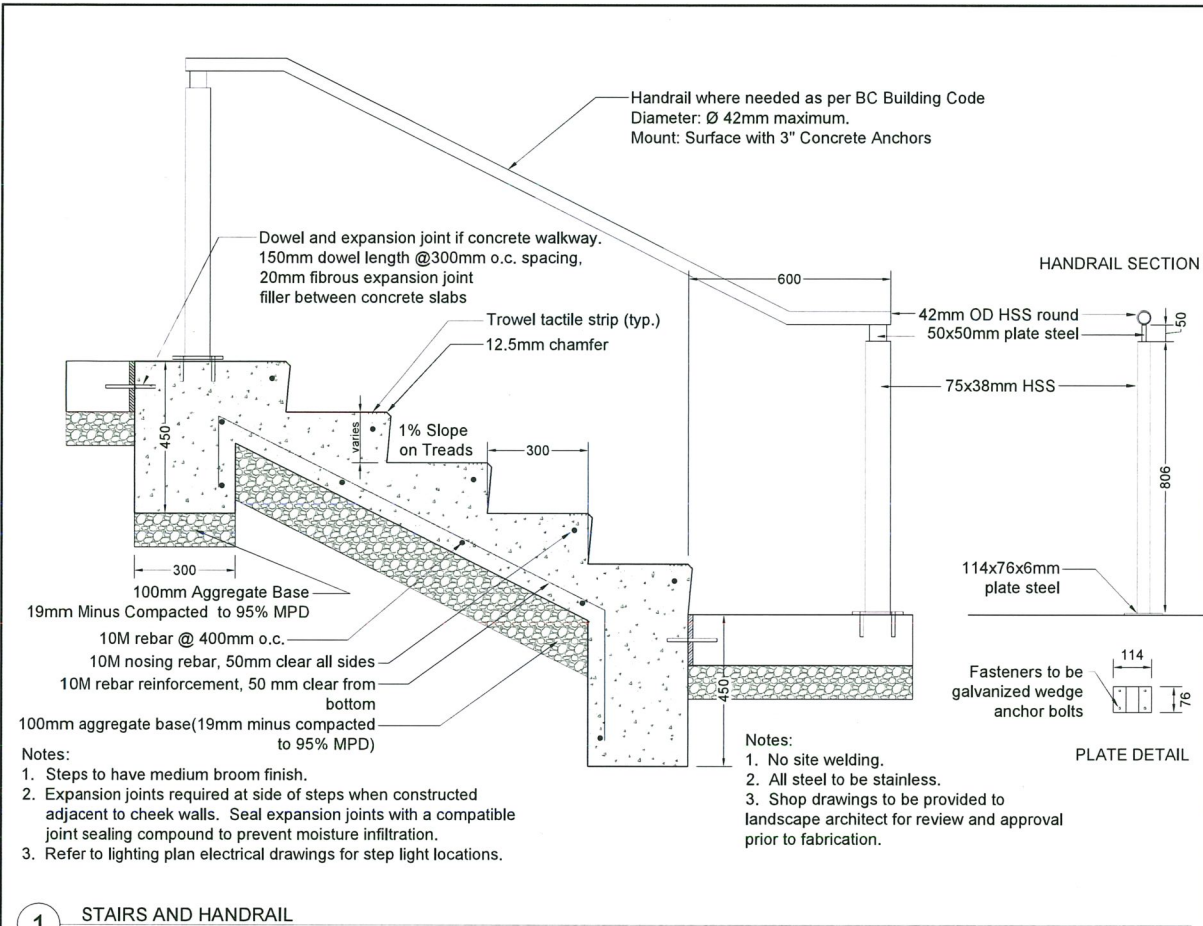 Handrail where needed as per BC Building Code
Diameter: Ø 42mm maximum.
Mount: Surface with 3" Concrete Anchors
Dowel and expansion joint if concrete walkway.
150mm dowel length @300mm o.c. spacing,
20mm fibrous expansion joint
filler between concrete slabs
Trowel tactile strip (typ.)
12.5mm chamfer
600
HANDRAIL SECTION
42mm OD HSS round
50x50mm plate steel
50
75x38mm HSS
450
varies
1% Slope
on Treads
300
806
300
100mm Aggregate Base
19mm Minus Compacted to 95% MPD
10M rebar @ 400mm o.c.
10M nosing rebar, 50mm clear all sides
10M rebar reinforcement, 50 mm clear from
bottom
100mm aggregate base(19mm minus compacted
to 95% MPD)
450
114x76x6mm
plate steel
Fasteners to be
galvanized wedge
anchor bolts
114
76
PLATE DETAIL
Notes:
1. Steps to have medium broom finish.
2. Expansion joints required at side of steps when constructed
adjacent to cheek walls. Seal expansion joints with a compatible
joint sealing compound to prevent moisture infiltration.
3. Refer to lighting plan electrical drawings for step light locations.
Notes:
1. No site welding.
2. All steel to be stainless.
3. Shop drawings to be provided to
landscape architect for review and approval
prior to fabrication.
1
STAIRS AND HANDRAIL